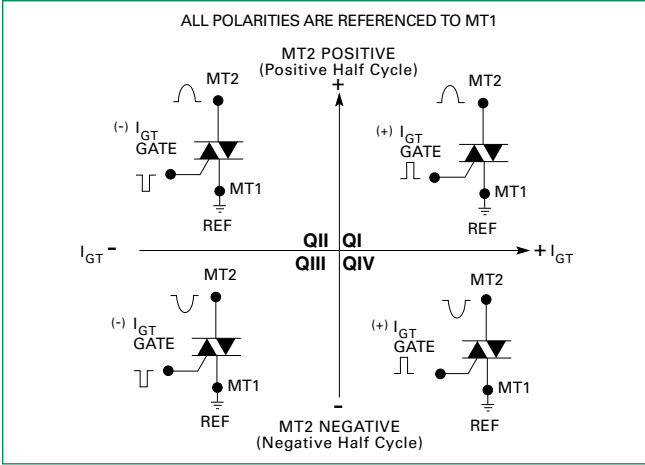 ALL POLARITIES ARE REFERENCED TO MT1
MT2 POSITIVE
(Positive Half Cycle)
+
MT2
(-) IGT
GATE
MT1
REF
MT2
(+) IGT
GATE
MT1
REF
IGT -
QII QI
QIII QIV
+ IGT
MT2
(-) IGT
GATE
MT1
REF
MT2
(+) IGT
GATE
MT1
REF
-
MT2 NEGATIVE
(Negative Half Cycle)